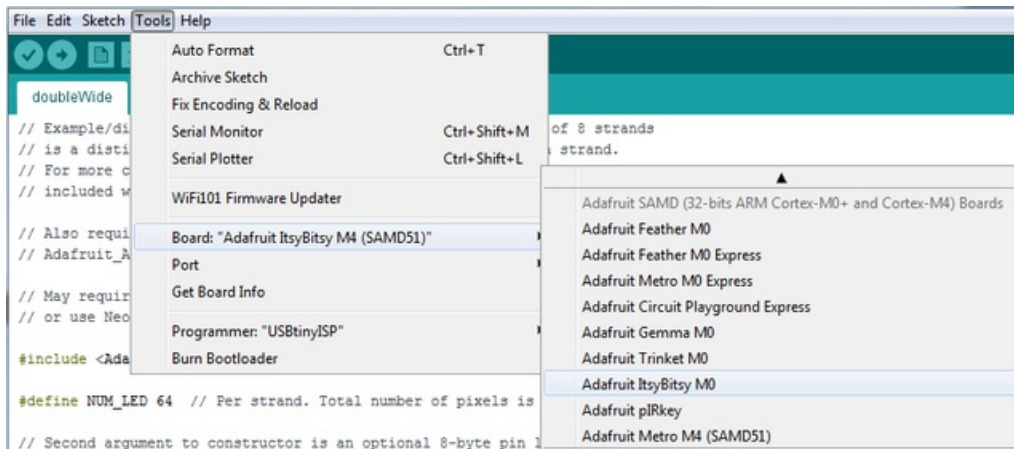 File Edit Sketch Tools Help
Auto Format Ctrl+T
Archive Sketch
doubleWide
Fix Encoding & Reload
// Example/di
Serial Monitor Ctrl+Shift+M
of 8 strands
// is a disti
Serial Plotter Ctrl+Shift+L
strand.
// For more c
// included w
WiFi101 Firmware Updater
// Also requi
Board: "Adafruit ItsyBitsy M4 (SAMD51)"
// Adafruit_A
Port
Get Board Info
// May requir
// or use Neo
Programmer: "USBtinyISP"
#include <Ada
Burn Bootloader
Adafruit SAMD (32-bits ARM Cortex-M0+ and Cortex-M4) Boards
Adafruit Feather M0
Adafruit Feather M0 Express
Adafruit Metro M0 Express
Adafruit Circuit Playground Express
Adafruit Gemma M0
Adafruit Trinket M0
Adafruit ItsyBitsy M0
Adafruit pIRkey
Adafruit Metro M4 (SAMD51)
#define NUM_LED 64 // Per strand. Total number of pixels is
// Second argument to constructor is an optional 8-byte pin l